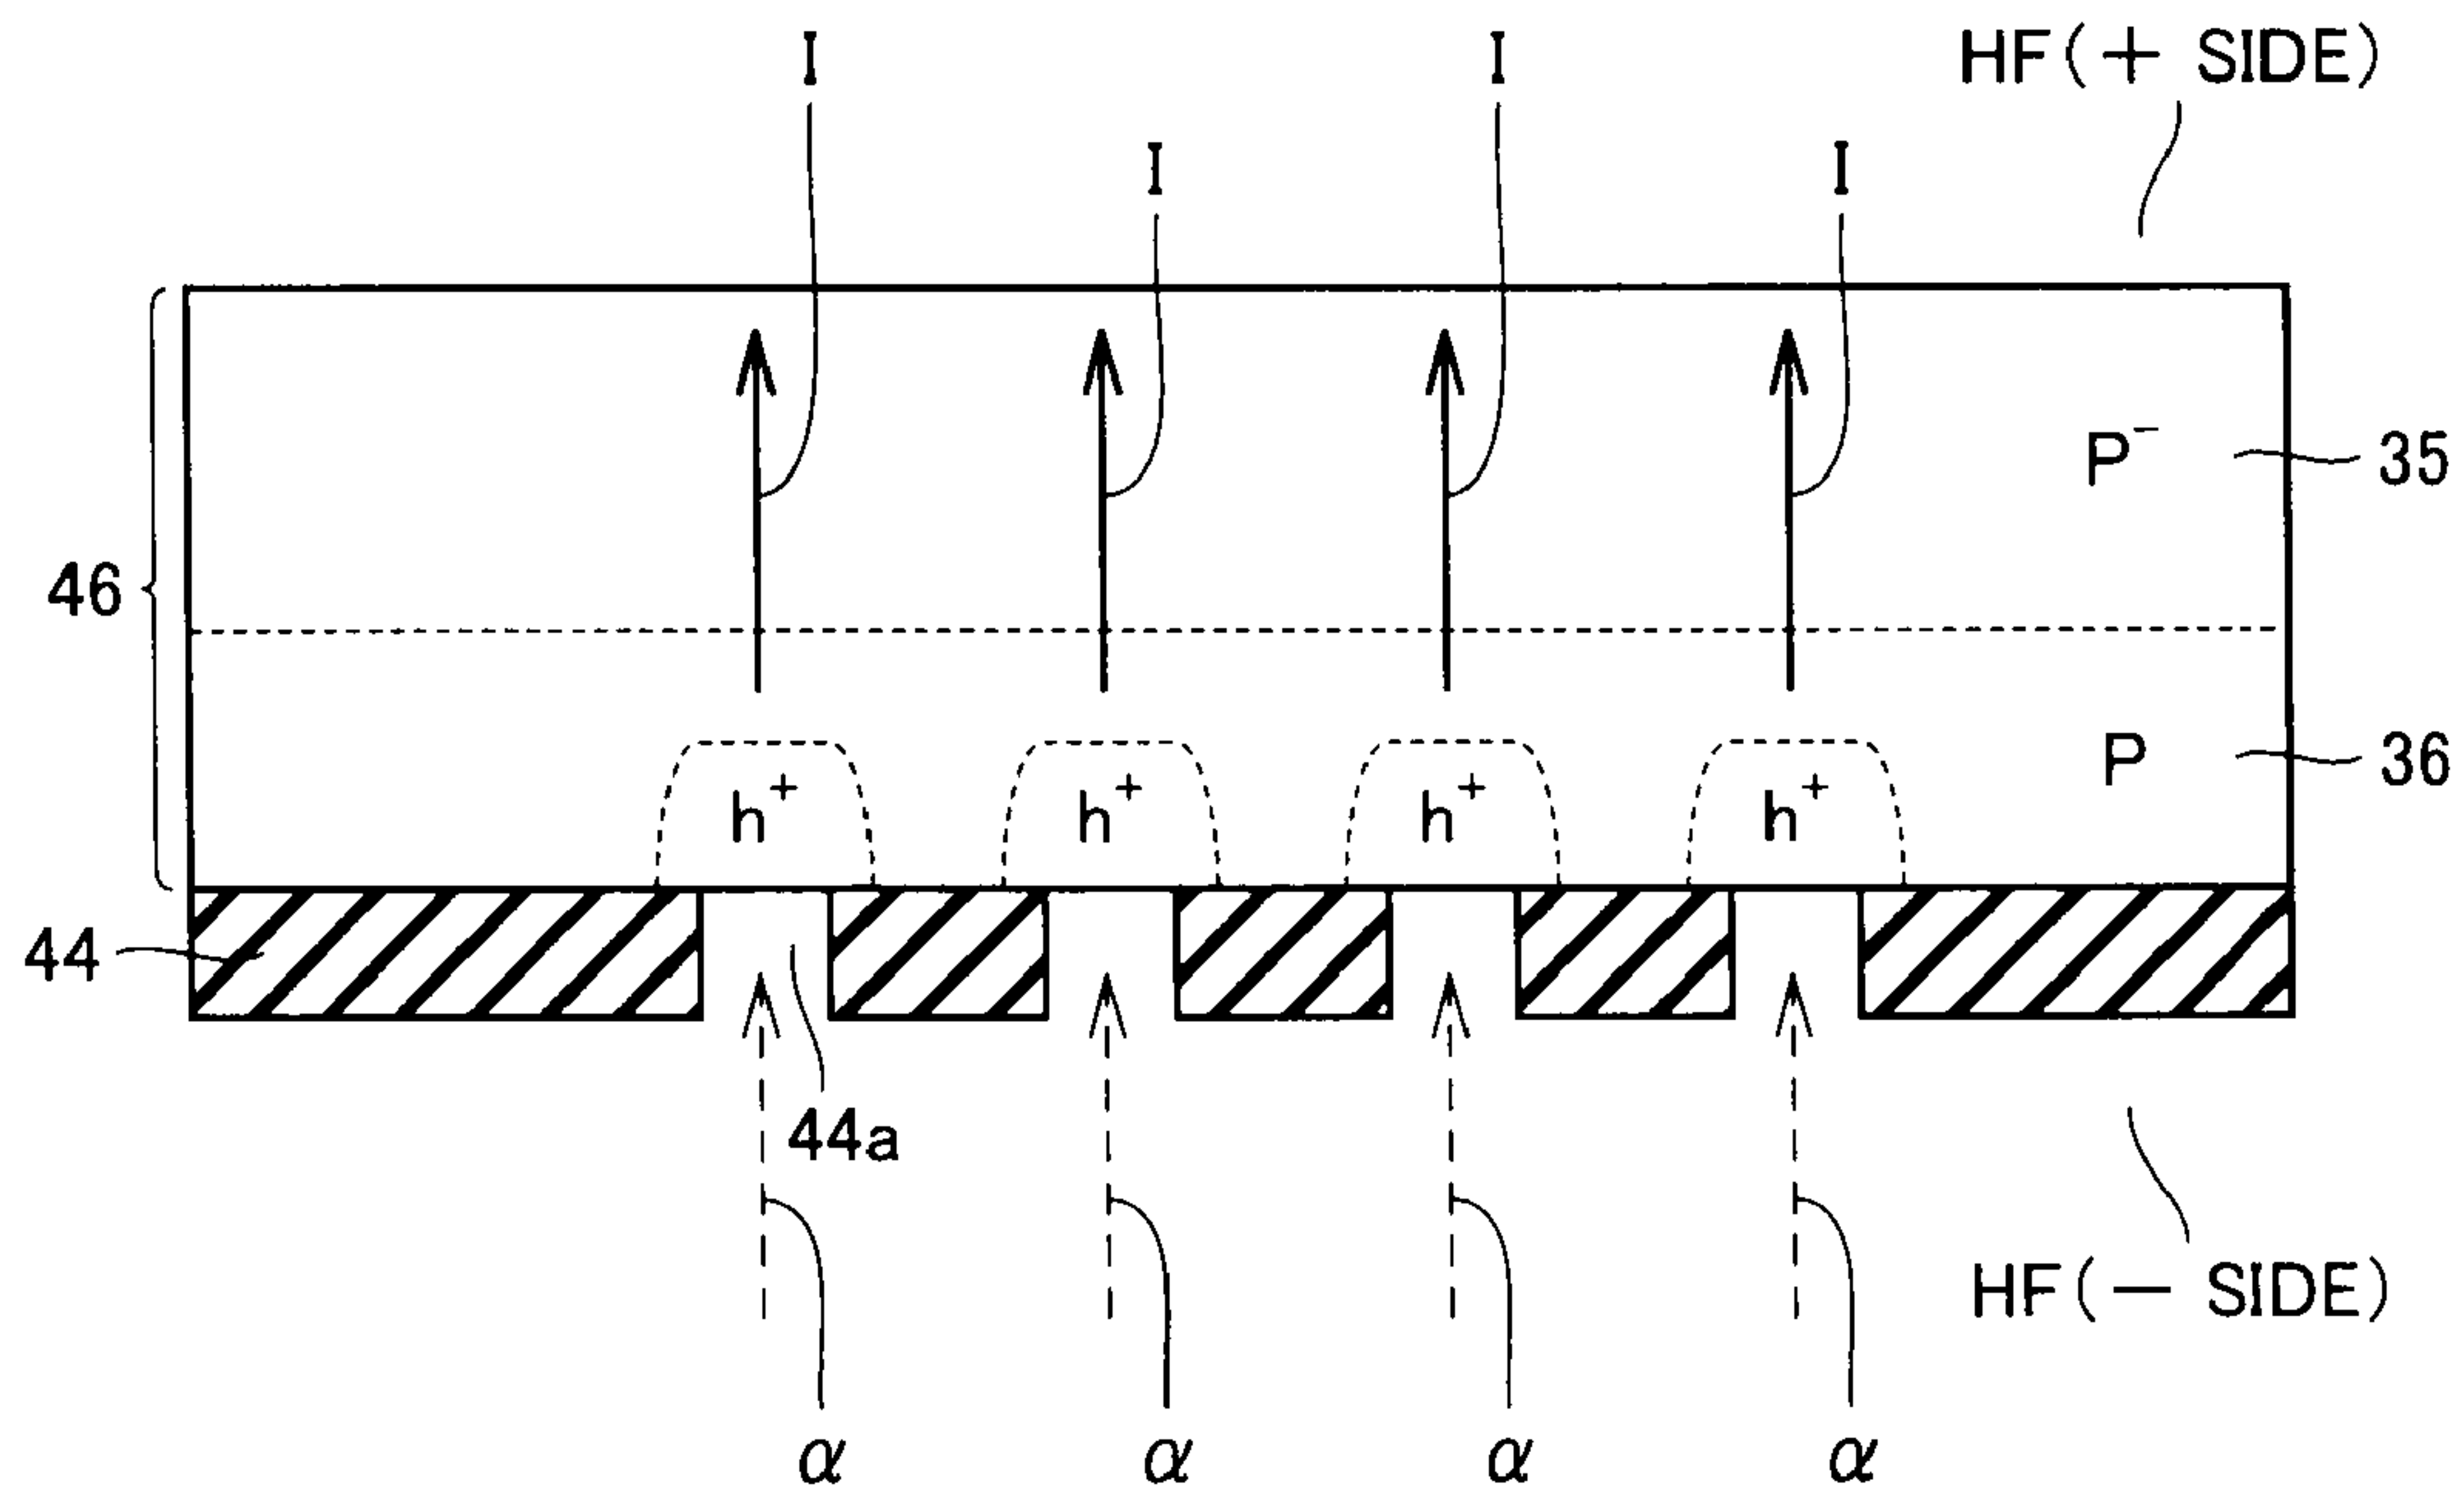 I I HF(+ SIDE)
I I
P⁻ 35
46
P 36
h⁺ h⁺ h⁺ h⁺
44
44a
HF(− SIDE)
α α α α